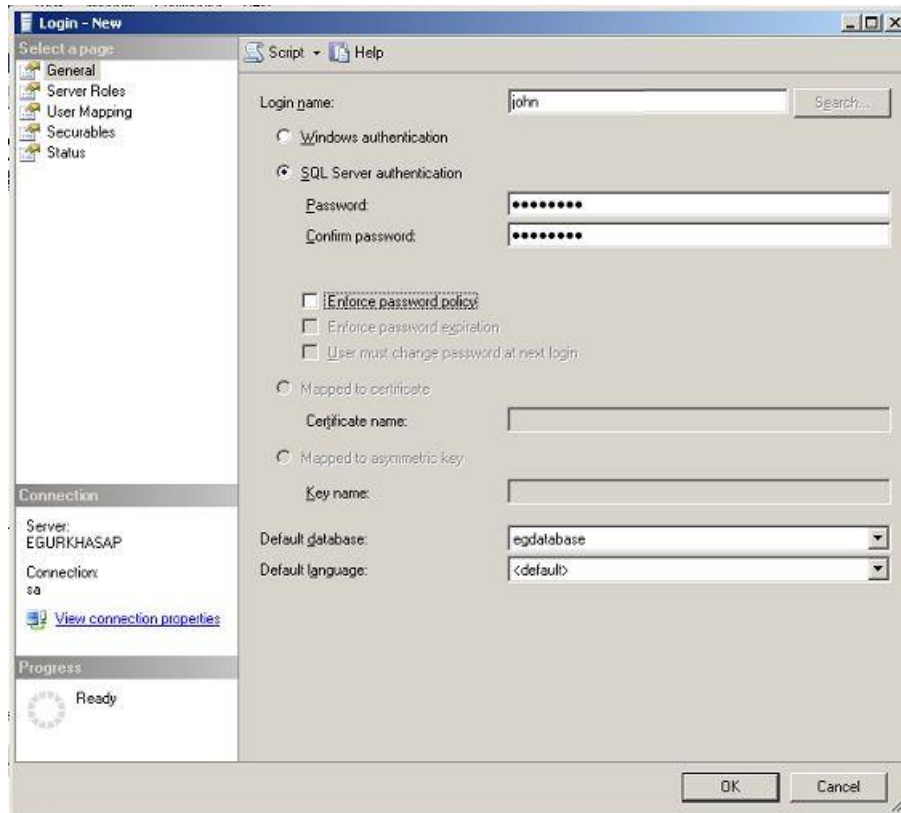 Login - New
Select a page
General
Server Roles
User Mapping
Securables
Status
Script Help
Login name: john Search...
Windows authentication
SQL Server authentication
Password: ●●●●●●●●
Confirm password: ●●●●●●●●
Enforce password policy
Enforce password expiration
User must change password at next login
Mapped to certificate
Certificate name:
Mapped to asymmetric key
Key name:
Default database: egdatabase
Default language: <default>
Connection
Server:
EGURKHASAP
Connection:
sa
View connection properties
Progress
Ready
OK Cancel